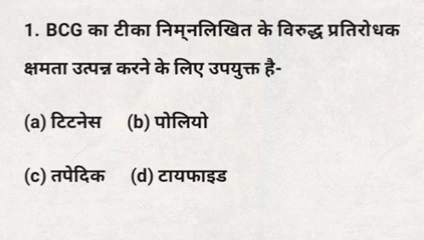 1. BCG का टीका निम्नलिखित के विरुद्ध प्रतिरोधक
क्षमता उत्पन्न करने के लिए उपयुक्त है-
(a) टिटनेस (b) पोलियो
(c) तपेदिक (d) टायफाइड